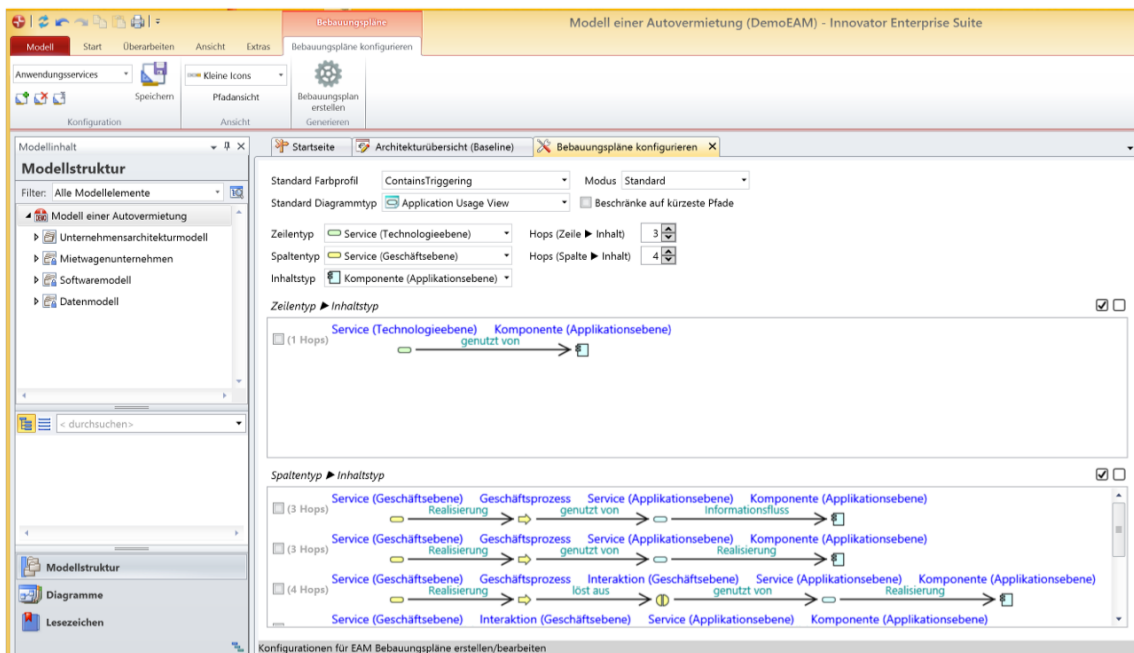 Bebauungspläne
Modell einer Autovermietung (DemoEAM) - Innovator Enterprise Suite
Modell Start Überarbeiten Ansicht Extras Bebauungspläne konfigurieren
Anwendungsservices Kleine Icons
Speichern Pfadansicht Bebauungsplan
erstellen
Konfiguration Ansicht Generieren
Modellinhalt
Startseite Architekturübersicht (Baseline) Bebauungspläne konfigurieren X
Modellstruktur
Filter: Alle Modellelemente
Modell einer Autovermietung
Unternehmensarchitekturmodell
Mietwagenunternehmen
Softwaremodell
Datenmodell
< durchsuchen>
Modellstruktur
Diagramme
Lesezeichen
Standard Farbprofil ContainsTriggering Modus Standard
Standard Diagrammtyp Application Usage View Beschränke auf kürzeste Pfade
Zeilentyp Service (Technologieebene) Hops (Zeile ▶ Inhalt) 3
Spaltentyp Service (Geschäftsebene) Hops (Spalte ▶ Inhalt) 4
Inhaltstyp Komponente (Applikationsebene)
Zeilentyp ▶ Inhaltstyp
Service (Technologieebene) Komponente (Applikationsebene)
(1 Hops) genutzt von
Spaltentyp ▶ Inhaltstyp
Service (Geschäftsebene) Geschäftsprozess Service (Applikationsebene) Komponente (Applikationsebene)
(3 Hops) Realisierung genutzt von Informationsfluss
Service (Geschäftsebene) Geschäftsprozess Service (Applikationsebene) Komponente (Applikationsebene)
(3 Hops) Realisierung genutzt von Realisierung
Service (Geschäftsebene) Geschäftsprozess Interaktion (Geschäftsebene) Service (Applikationsebene) Komponente (Applikationsebene)
(4 Hops) Realisierung löst aus genutzt von Realisierung
Service (Geschäftsebene) Interaktion (Geschäftsebene) Service (Applikationsebene) Komponente (Applikationsebene)
Konfigurationen für EAM Bebauungspläne erstellen/bearbeiten